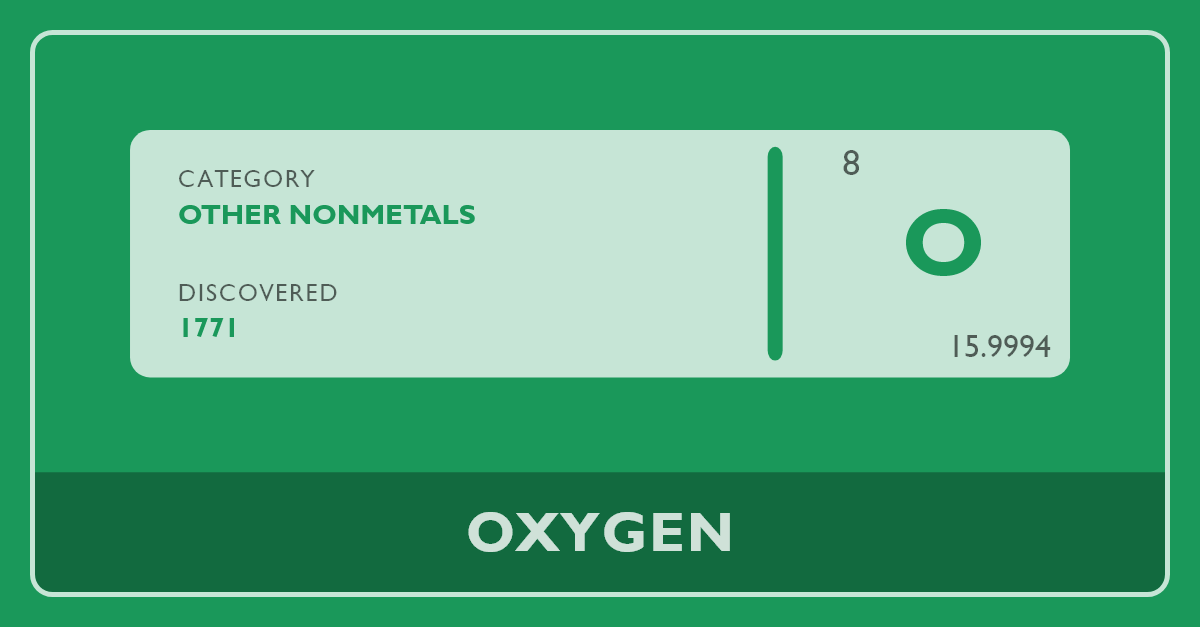 CATEGORY
OTHER NONMETALS
DISCOVERED
1771
8
O
15.9994
OXYGEN